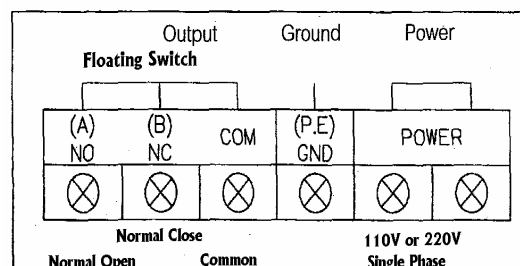 Output Ground Power
Floating Switch
(A) (B) COM (P.E) POWER
NO NC GND
Normal Close 110V or 220V
Normal Open Common Single Phase